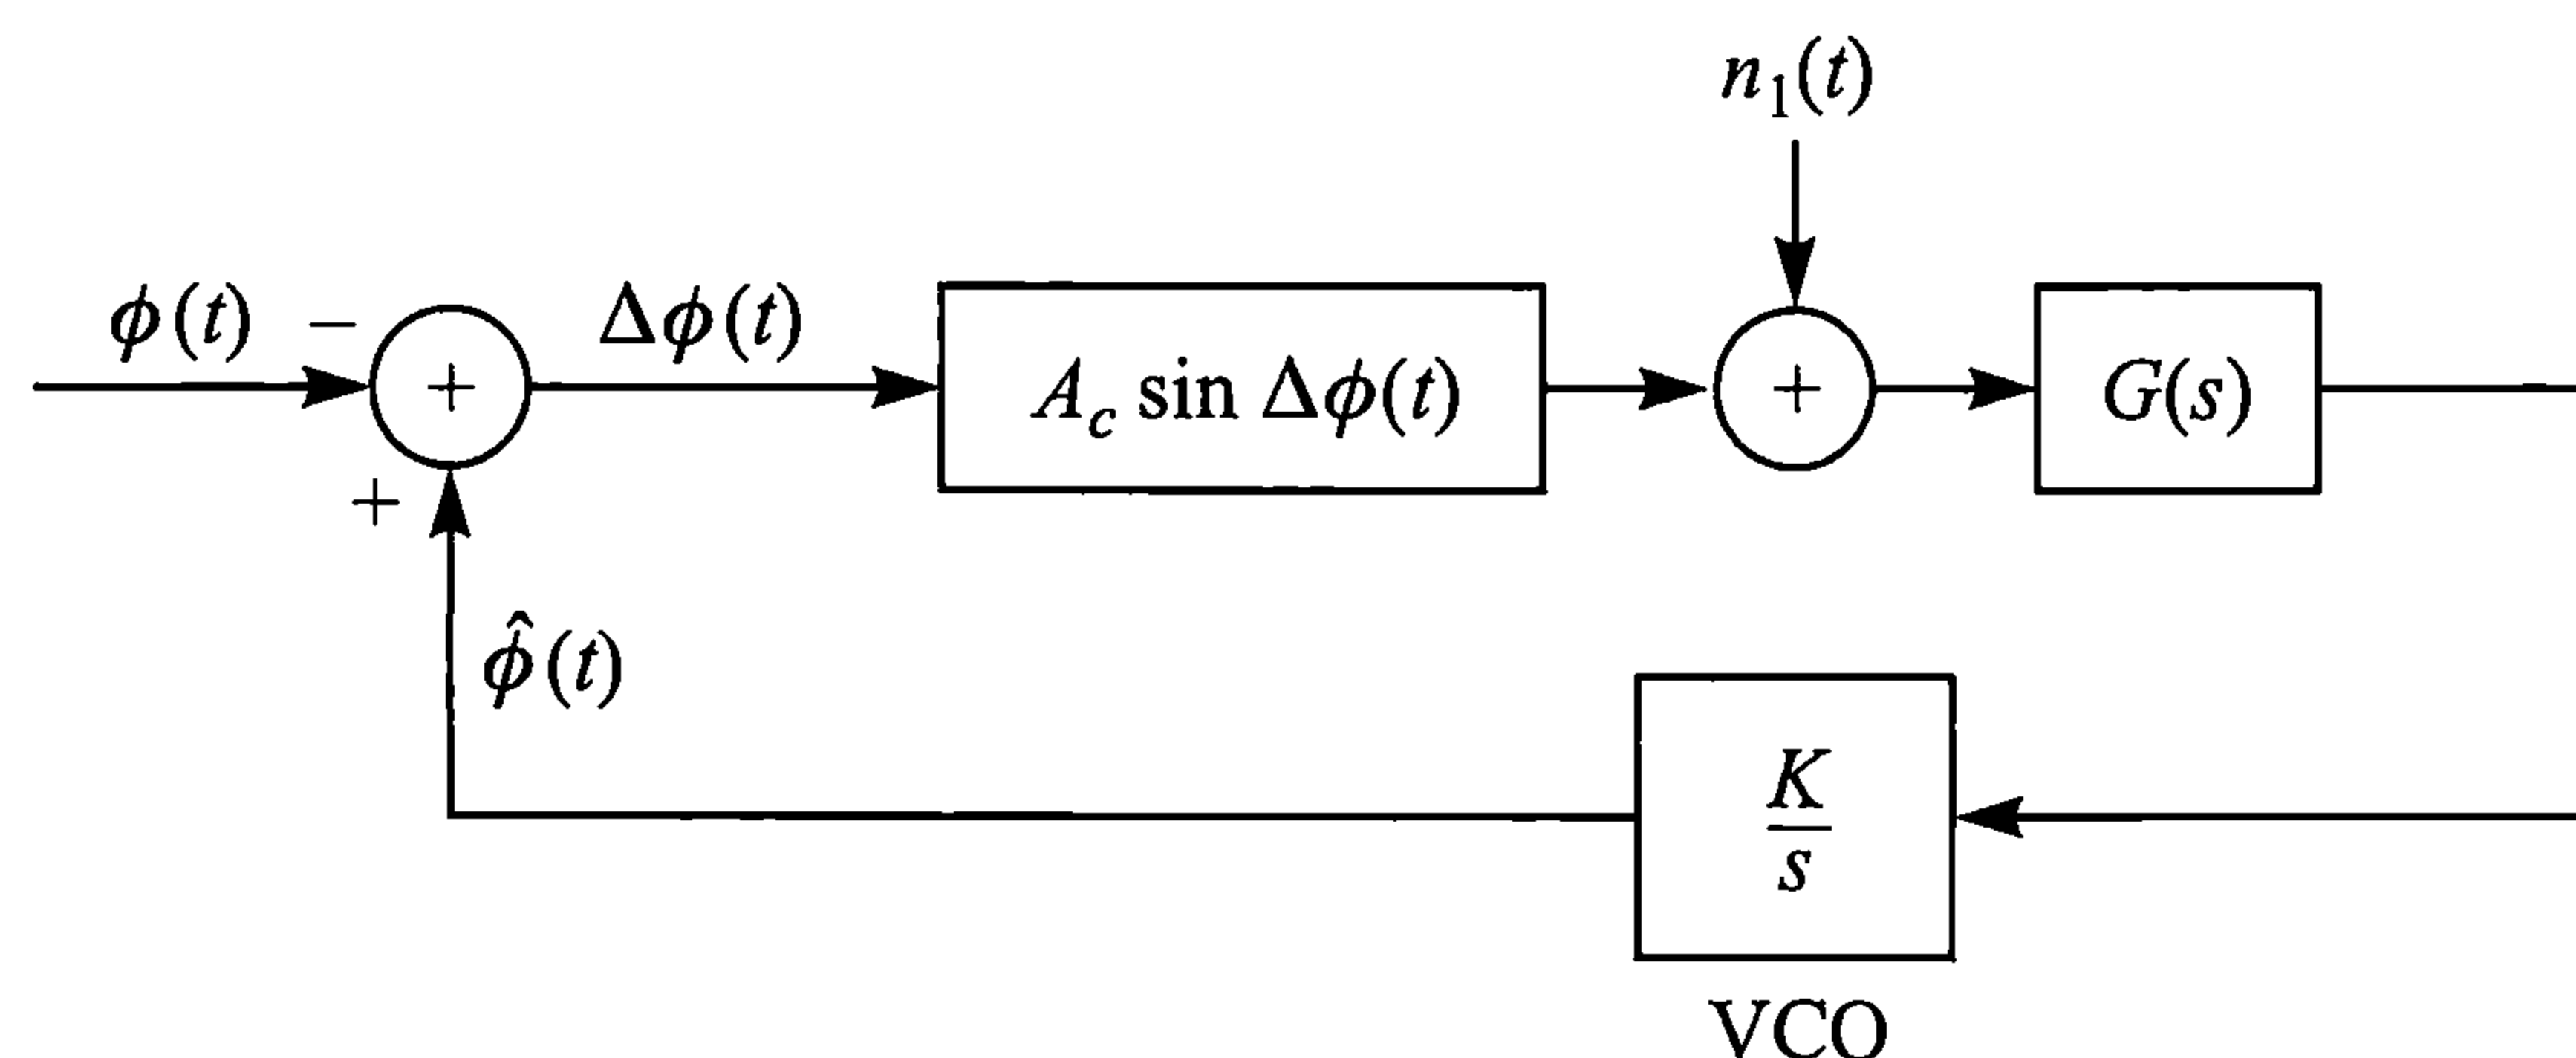 n₁(t)
ϕ(t)
−
+
Δϕ(t)
A_c sin Δϕ(t)
+
G(s)
+
ϕ̂(t)
K/s
VCO